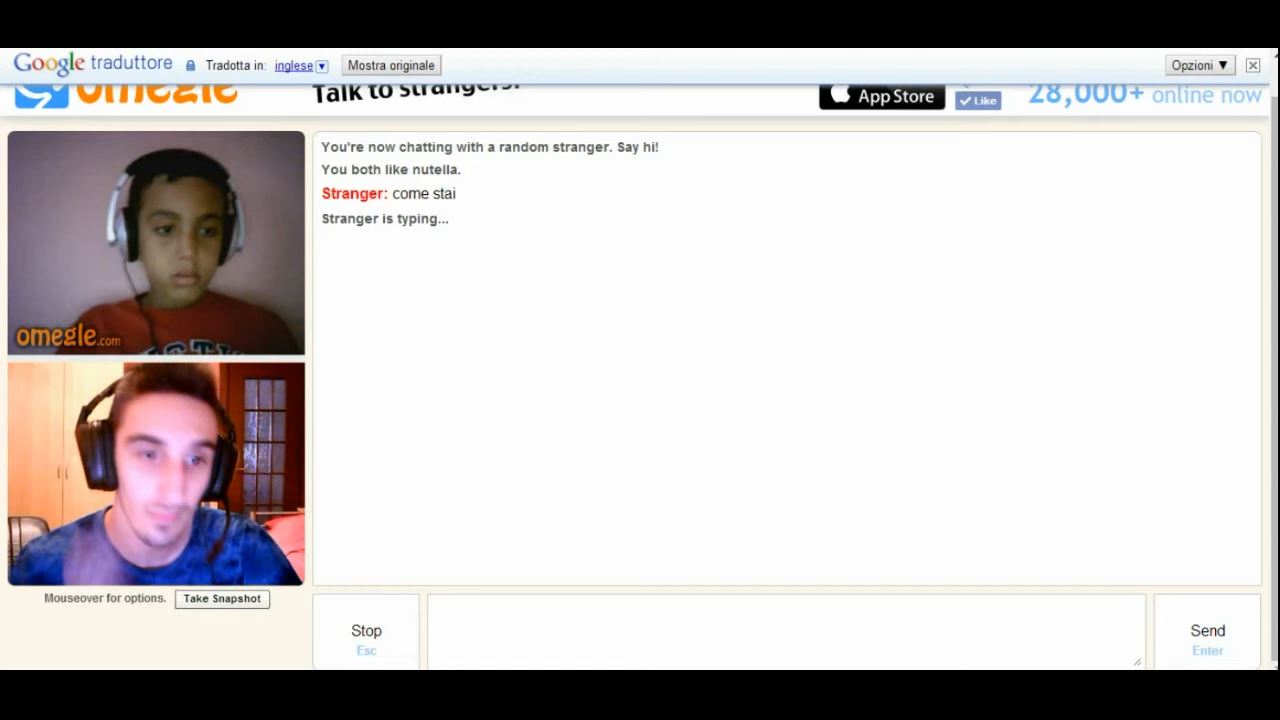 Google traduttore Tradotta in: inglese Mostra originale Opzioni ▼
omegle Talk to strangers! App Store Like 28,000+ online now
omegle.com
You're now chatting with a random stranger. Say hi!
You both like nutella.
Stranger: come stai
Stranger is typing...
Mouseover for options. Take Snapshot
Stop
Esc
Send
Enter